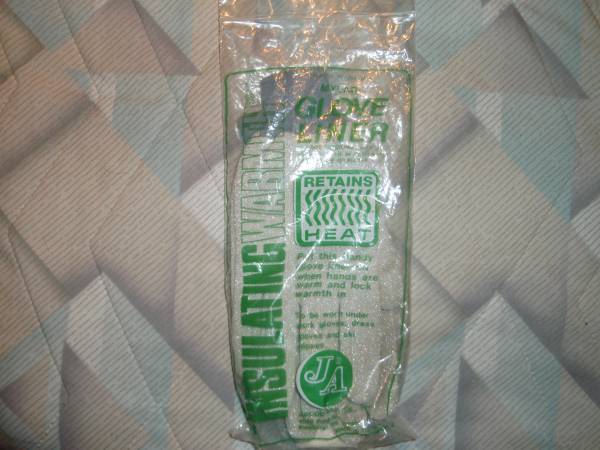 INSULATING WARMTH
MYLAR
GLOVE
LINER
RETAINS
HEAT
Put this handy
glove liner on
when hands are
warm and lock
warmth in
To be worn under
work gloves, dress
gloves and ski
gloves
J/A